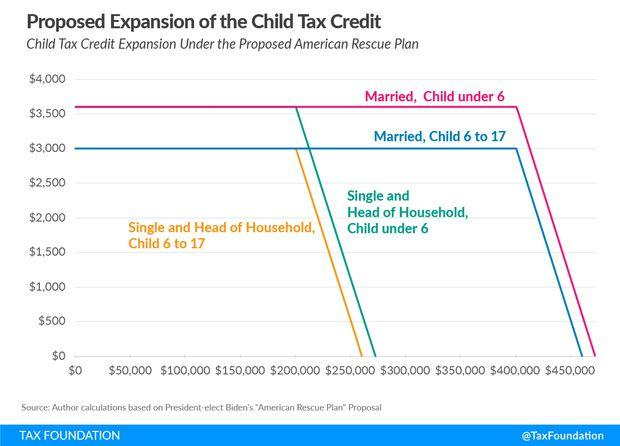 Proposed Expansion of the Child Tax Credit
Child Tax Credit Expansion Under the Proposed American Rescue Plan
$4,000
$3,500
$3,000
$2,500
$2,000
$1,500
$1,000
$500
$0
Married, Child under 6
Married, Child 6 to 17
Single and
Head of Household,
Child under 6
Single and Head of Household,
Child 6 to 17
$0 $50,000 $100,000 $150,000 $200,000 $250,000 $300,000 $350,000 $400,000 $450,000
Source: Author calculations based on President-elect Biden's "American Rescue Plan" Proposal
TAX FOUNDATION @TaxFoundation